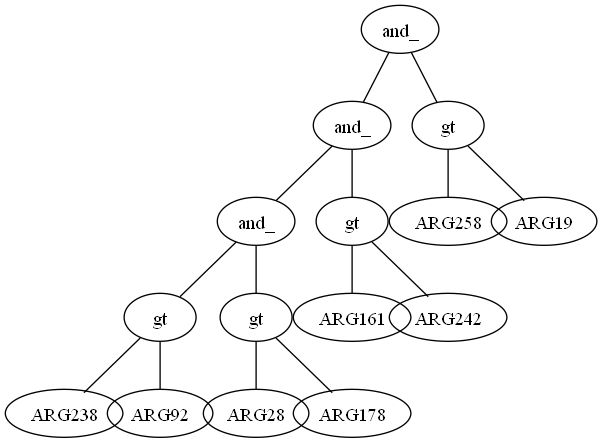 and_
and_ gt
and_ gt ARG258 ARG19
gt gt ARG161 ARG242
ARG238 ARG92 ARG28 ARG178